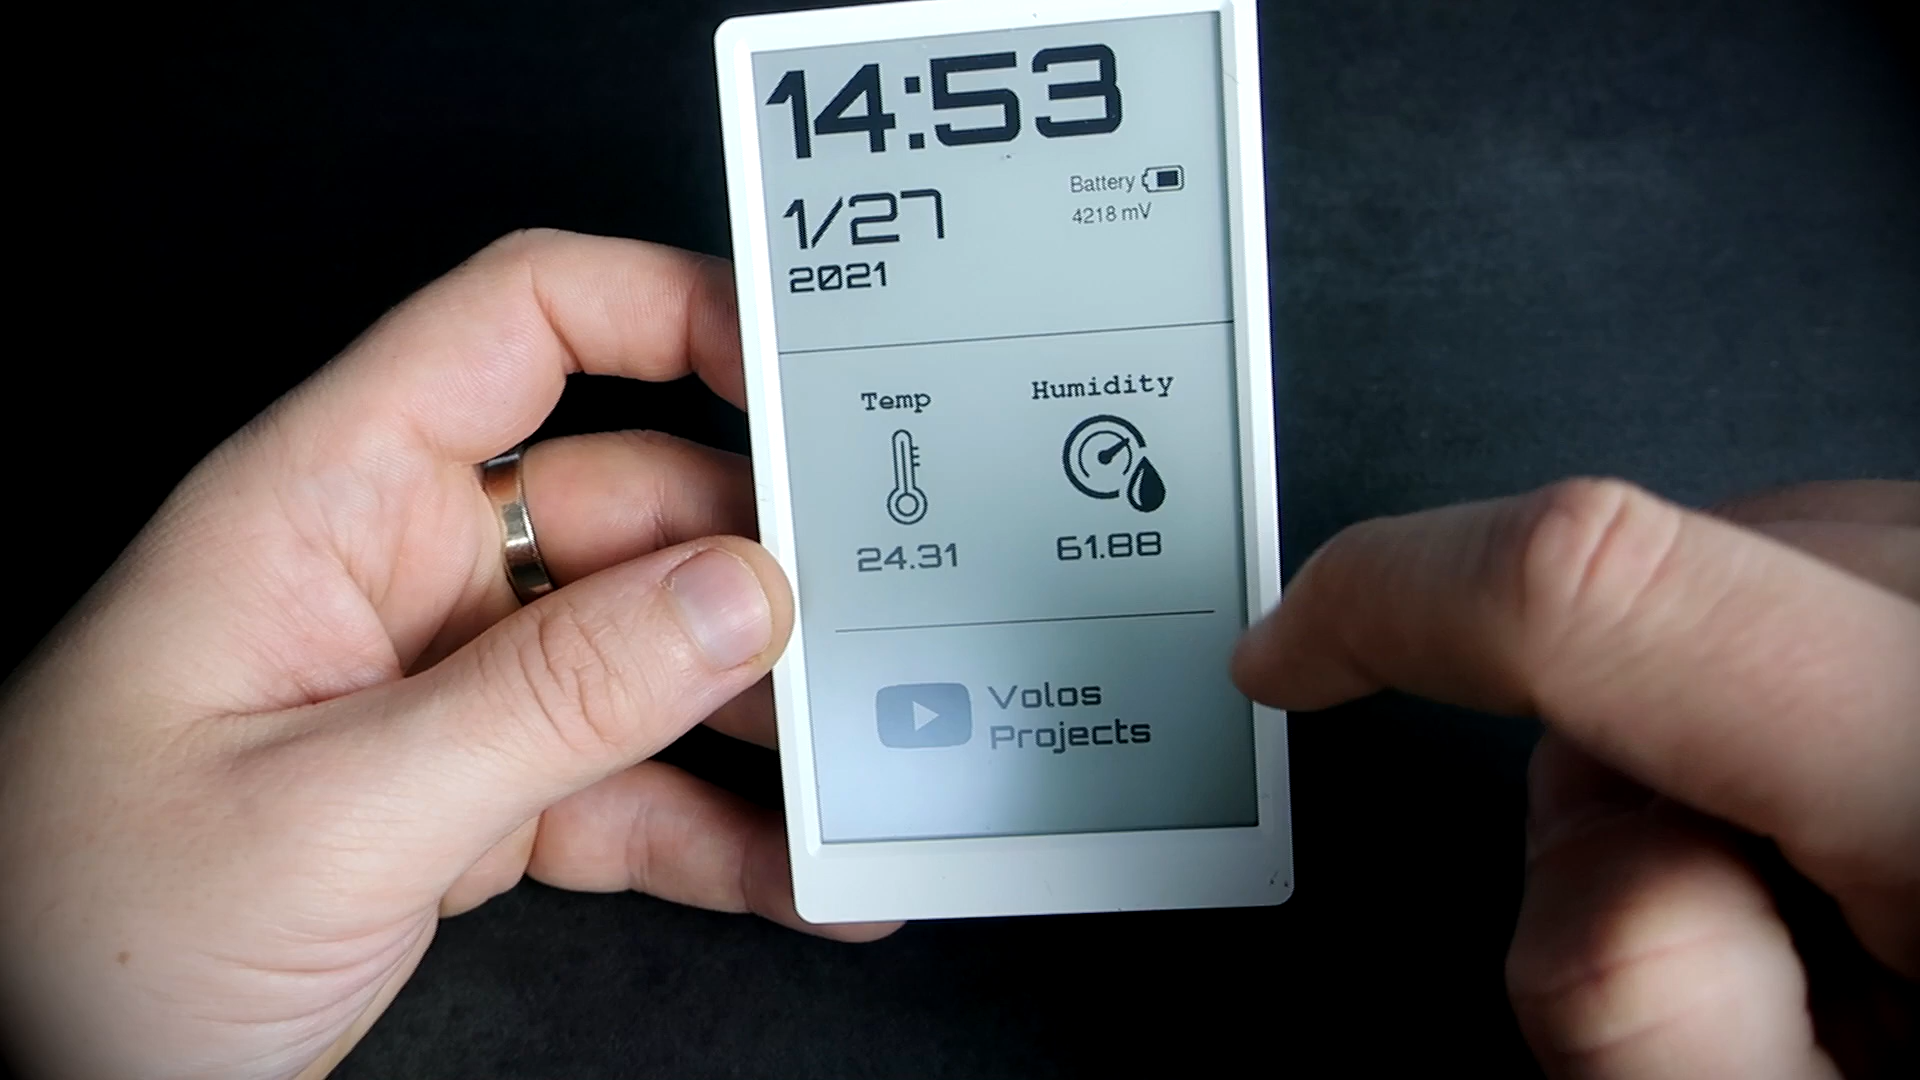 14:53
Battery
4218 mV
1/27
2021
Temp
Humidity
24.31
61.88
Volos
Projects